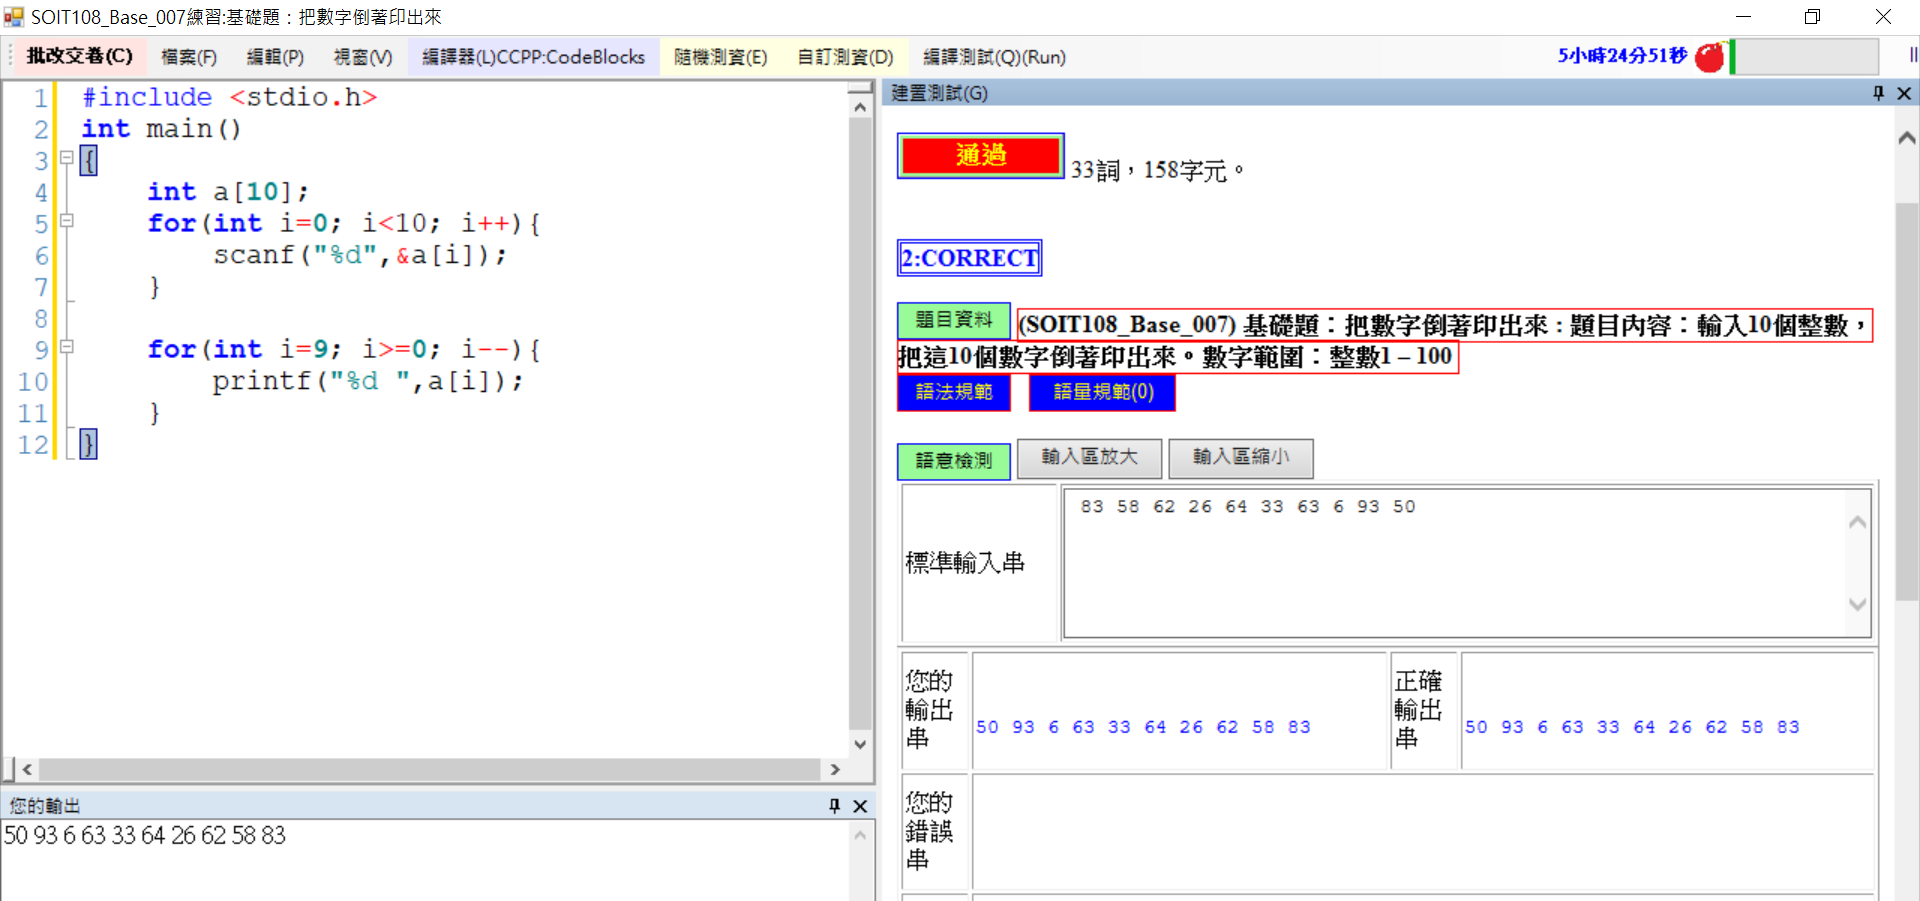 SOIT108_Base_007練習:基礎題：把數字倒著印出來
批改交卷(C) 檔案(F) 編輯(P) 視窗(V) 編譯器(L)CCPP:CodeBlocks 隨機測資(E) 自訂測資(D) 編譯測試(Q)(Run) 5小時24分51秒
1 #include <stdio.h>
2 int main()
3 {
4 int a[10];
5 for(int i=0; i<10; i++){
6 scanf("%d",&a[i]);
7 }
8
9 for(int i=9; i>=0; i--){
10 printf("%d ",a[i]);
11 }
12 }
您的輸出
50 93 6 63 33 64 26 62 58 83
建置測試(G)
通過 33詞，158字元。
2:CORRECT
題目資料 (SOIT108_Base_007) 基礎題：把數字倒著印出來 : 題目內容：輸入10個整數，
把這10個數字倒著印出來。數字範圍：整數1 – 100
語法規範 語量規範(0)
語意檢測 輸入區放大 輸入區縮小
標準輸入串
83 58 62 26 64 33 63 6 93 50
您的
輸出
串
50 93 6 63 33 64 26 62 58 83
正確
輸出
串
50 93 6 63 33 64 26 62 58 83
您的
錯誤
串